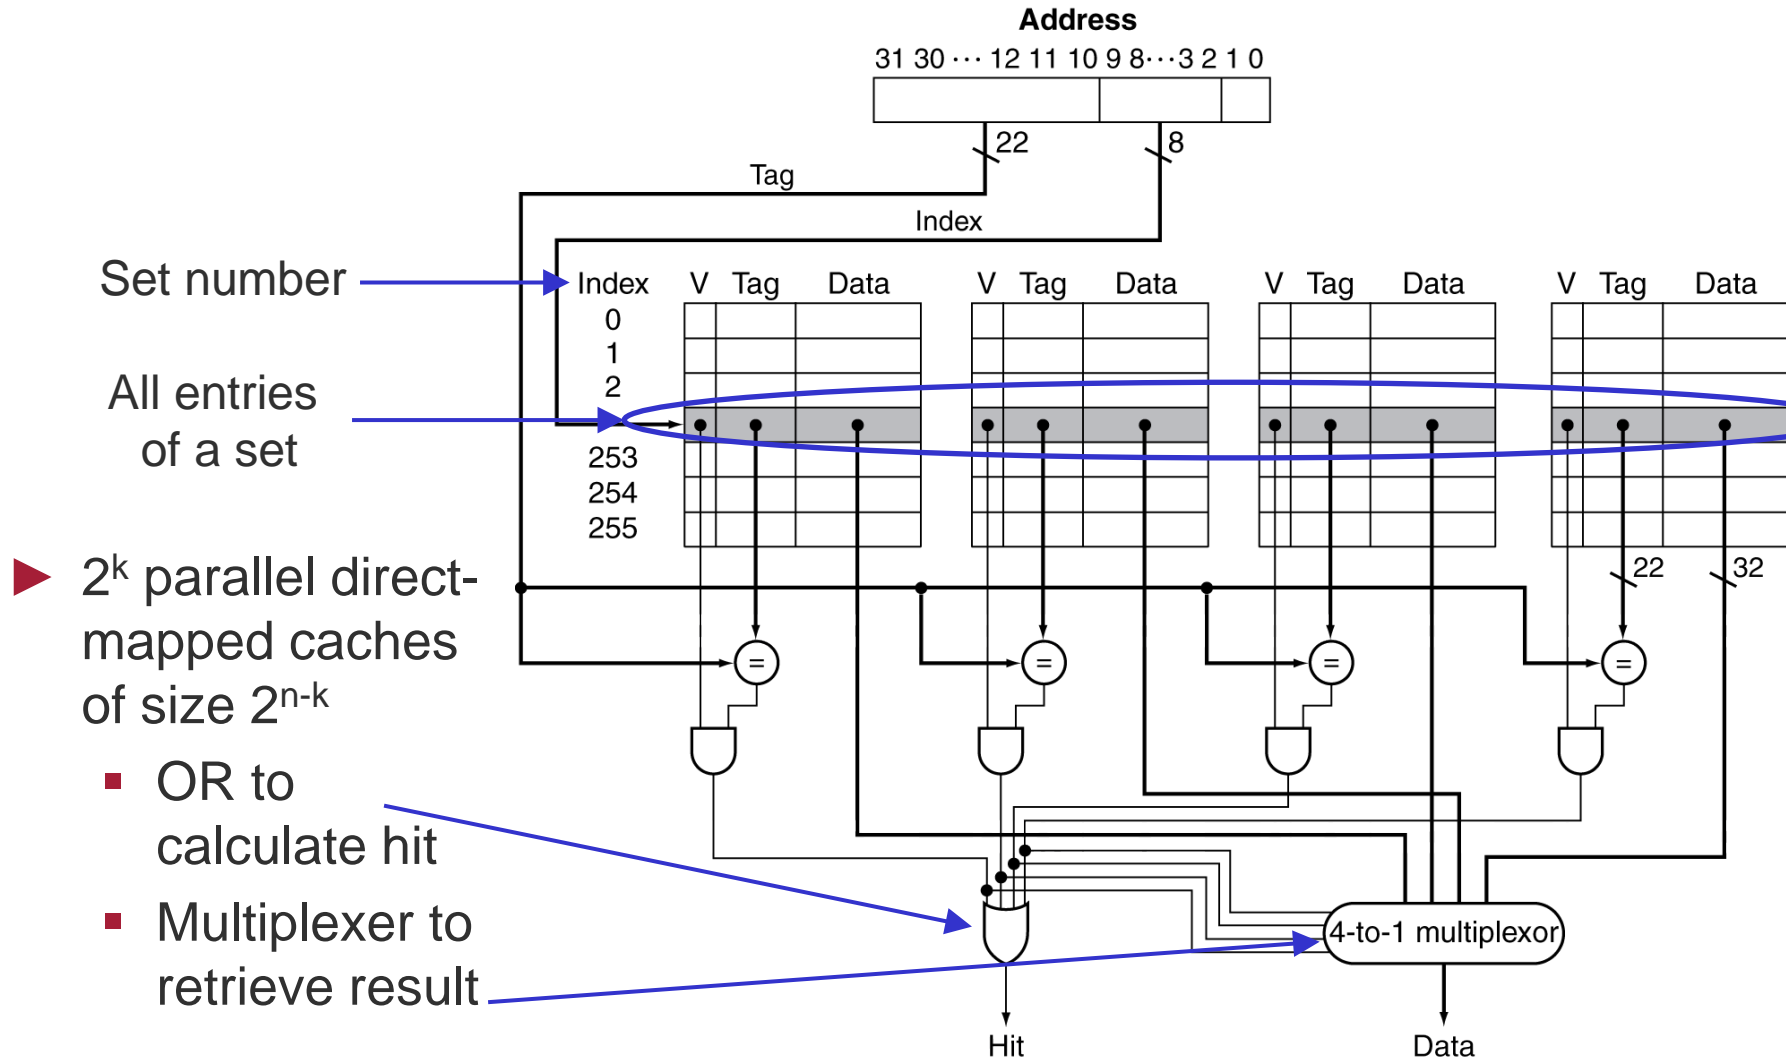 Address
31 30 ··· 12 11 10 9 8···3 2 1 0
22
8
Tag
Index
Set number
Index V Tag Data V Tag Data V Tag Data V Tag Data
0
1
2
All entries
of a set
253
254
255
22
32
► 2ᵏ parallel direct-
mapped caches
of size 2ⁿ⁻ᵏ
= = = =
▪ OR to
calculate hit
▪ Multiplexer to
retrieve result
4-to-1 multiplexor
Hit
Data